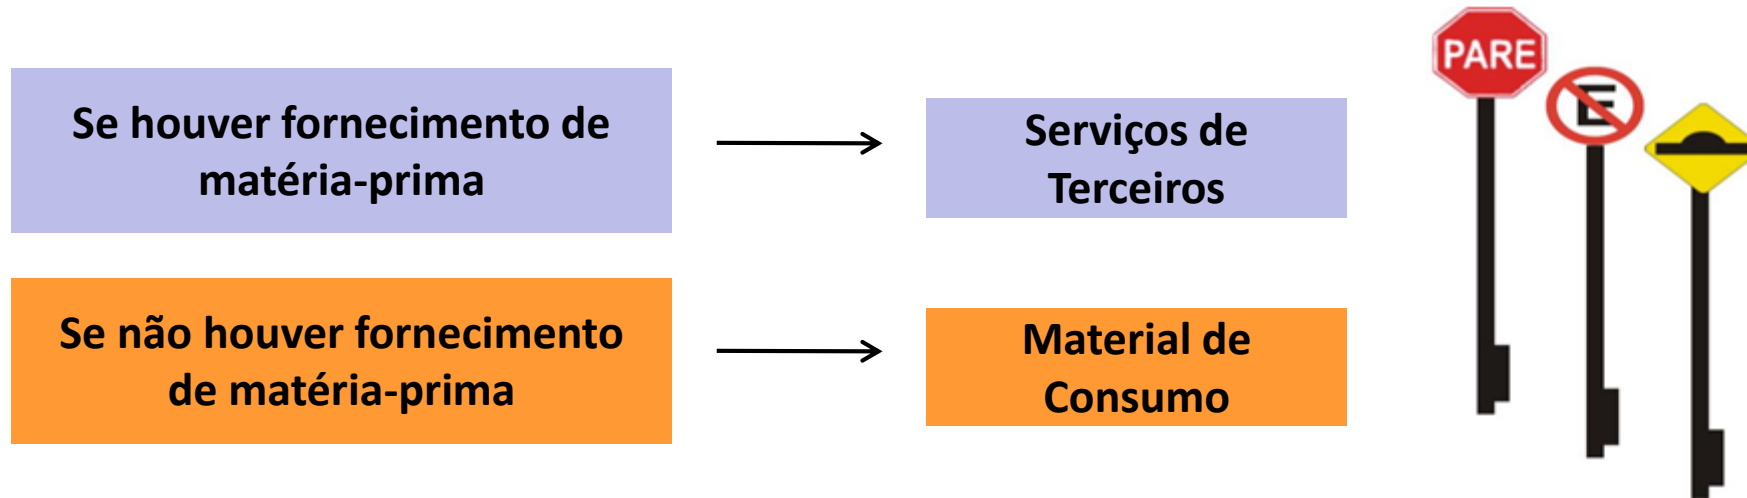 Se houver fornecimento de
matéria-prima
Serviços de
Terceiros
Se não houver fornecimento
de matéria-prima
Material de
Consumo
PARE
E